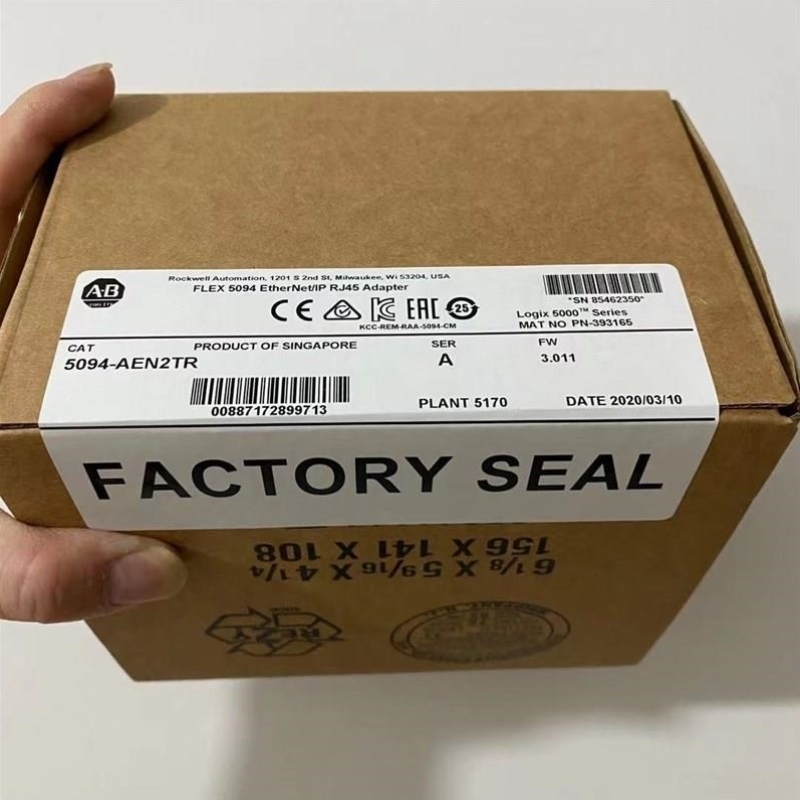 Rockwell Automation, 1201 S 2nd St, Milwaukee, Wi 53204, USA
FLEX 5094 EtherNet/IP RJ45 Adapter
A-B
CE EAC 25
KCC-REM-RAA-5094-CM
*SN 85462350*
Logix 5000™ Series
MAT NO PN-393165
CAT
5094-AEN2TR
PRODUCT OF SINGAPORE
SER
A
FW
3.011
00887172899713
PLANT 5170
DATE 2020/03/10
FACTORY SEAL
156 X 141 X 108
6 1/8 X 5 9/16 X 4 1/4